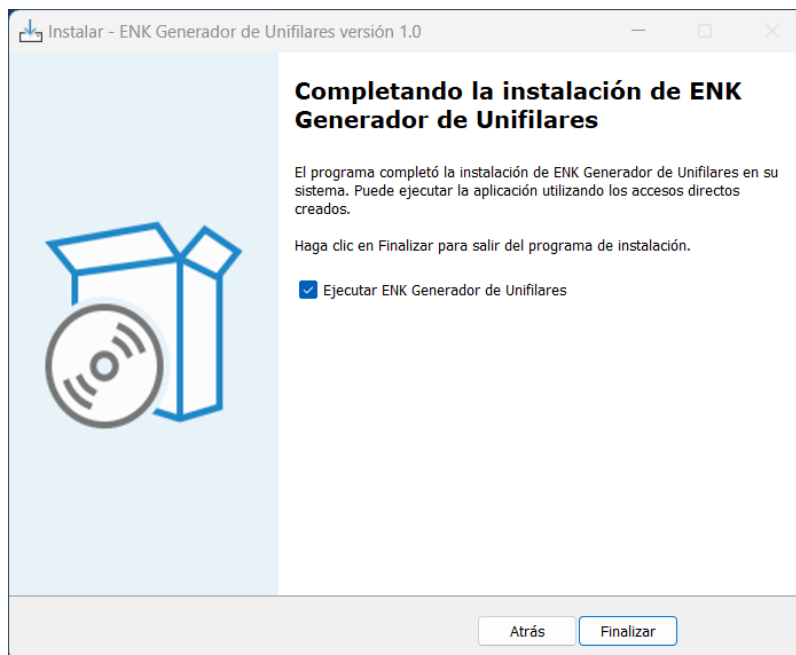 Instalar - ENK Generador de Unifilares versión 1.0
Completando la instalación de ENK
Generador de Unifilares
El programa completó la instalación de ENK Generador de Unifilares en su
sistema. Puede ejecutar la aplicación utilizando los accesos directos
creados.
Haga clic en Finalizar para salir del programa de instalación.
Ejecutar ENK Generador de Unifilares
Atrás
Finalizar